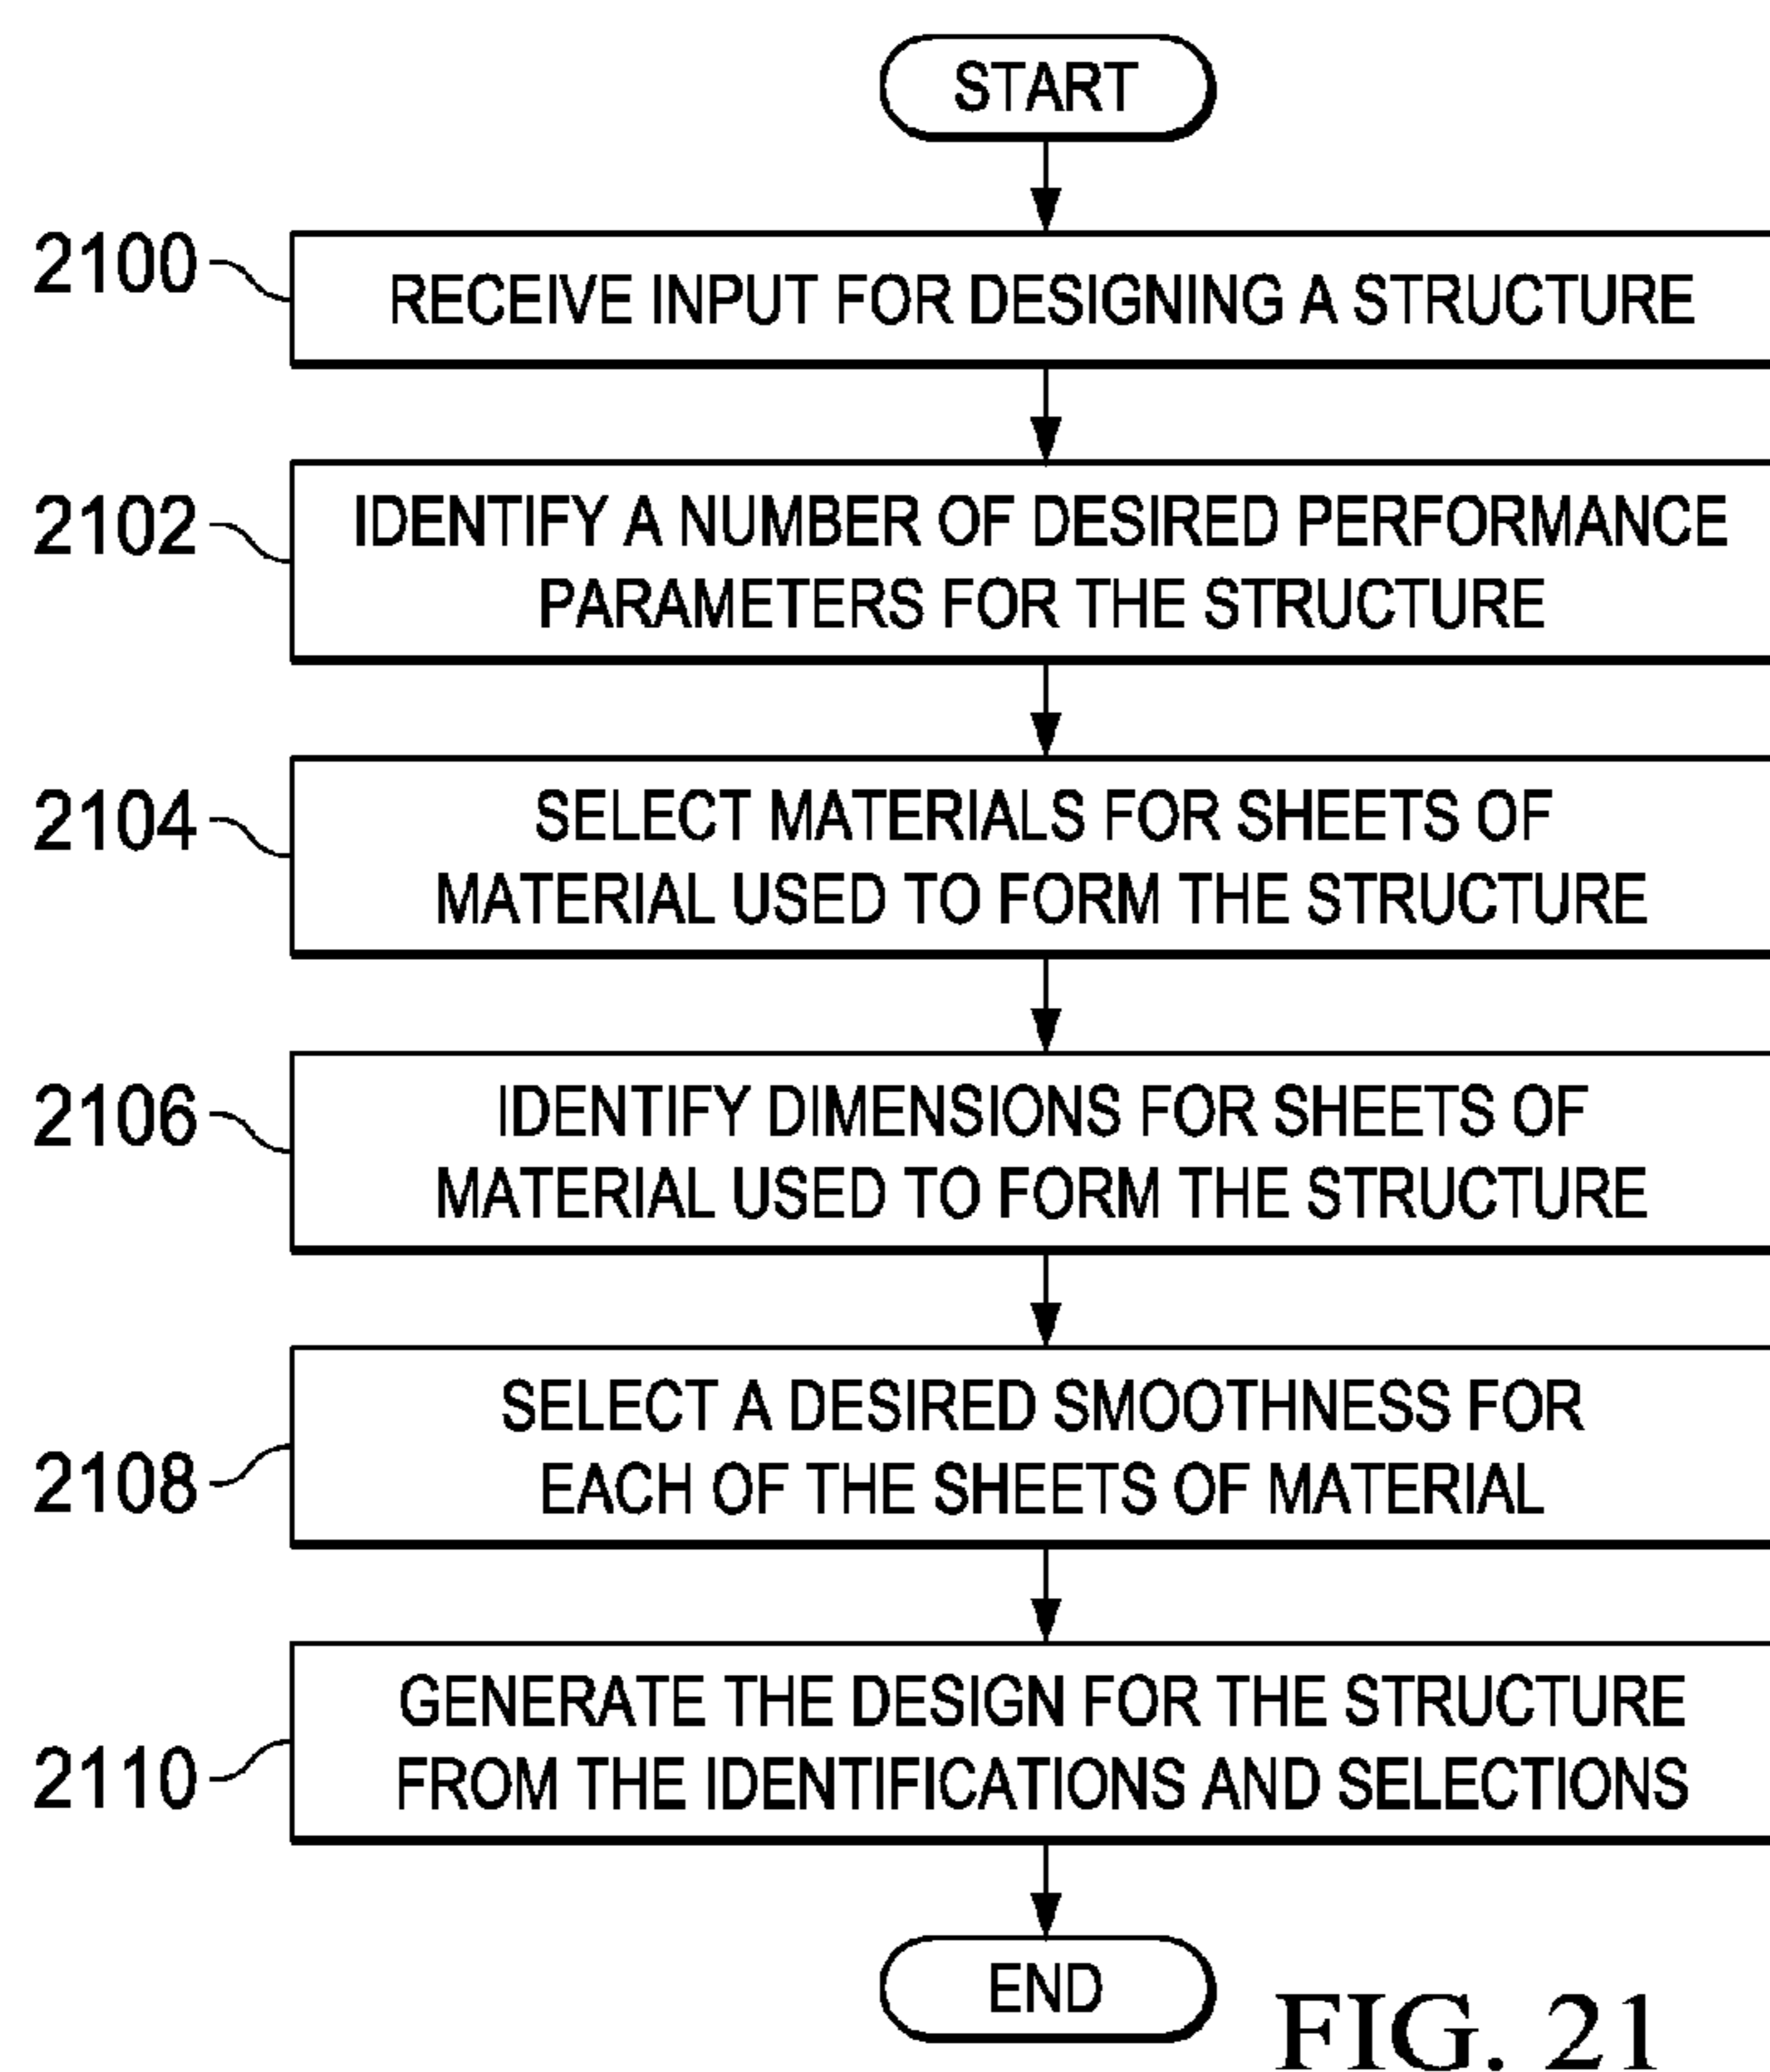 START
2100
RECEIVE INPUT FOR DESIGNING A STRUCTURE
2102
IDENTIFY A NUMBER OF DESIRED PERFORMANCE
PARAMETERS FOR THE STRUCTURE
2104
SELECT MATERIALS FOR SHEETS OF
MATERIAL USED TO FORM THE STRUCTURE
2106
IDENTIFY DIMENSIONS FOR SHEETS OF
MATERIAL USED TO FORM THE STRUCTURE
2108
SELECT A DESIRED SMOOTHNESS FOR
EACH OF THE SHEETS OF MATERIAL
2110
GENERATE THE DESIGN FOR THE STRUCTURE
FROM THE IDENTIFICATIONS AND SELECTIONS
END
FIG. 21